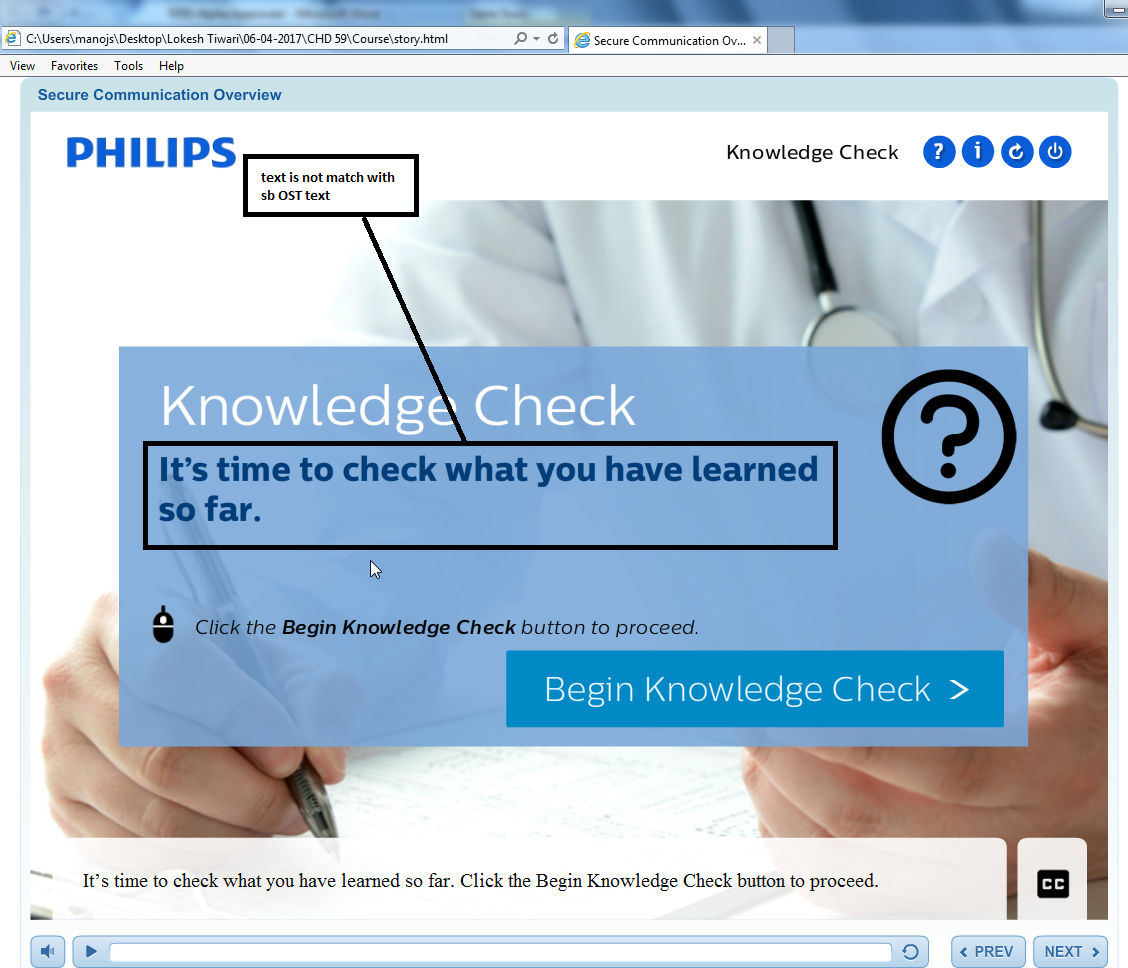 C:\Users\manojs\Desktop\Lokesh Tiwari\06-04-2017\CHD 59\Course\story.html
Secure Communication Ov...
View Favorites Tools Help
Secure Communication Overview
PHILIPS
Knowledge Check
? i
text is not match with
sb OST text
Knowledge Check
?
It's time to check what you have learned
so far.
Click the Begin Knowledge Check button to proceed.
Begin Knowledge Check >
It's time to check what you have learned so far. Click the Begin Knowledge Check button to proceed.
CC
PREV
NEXT